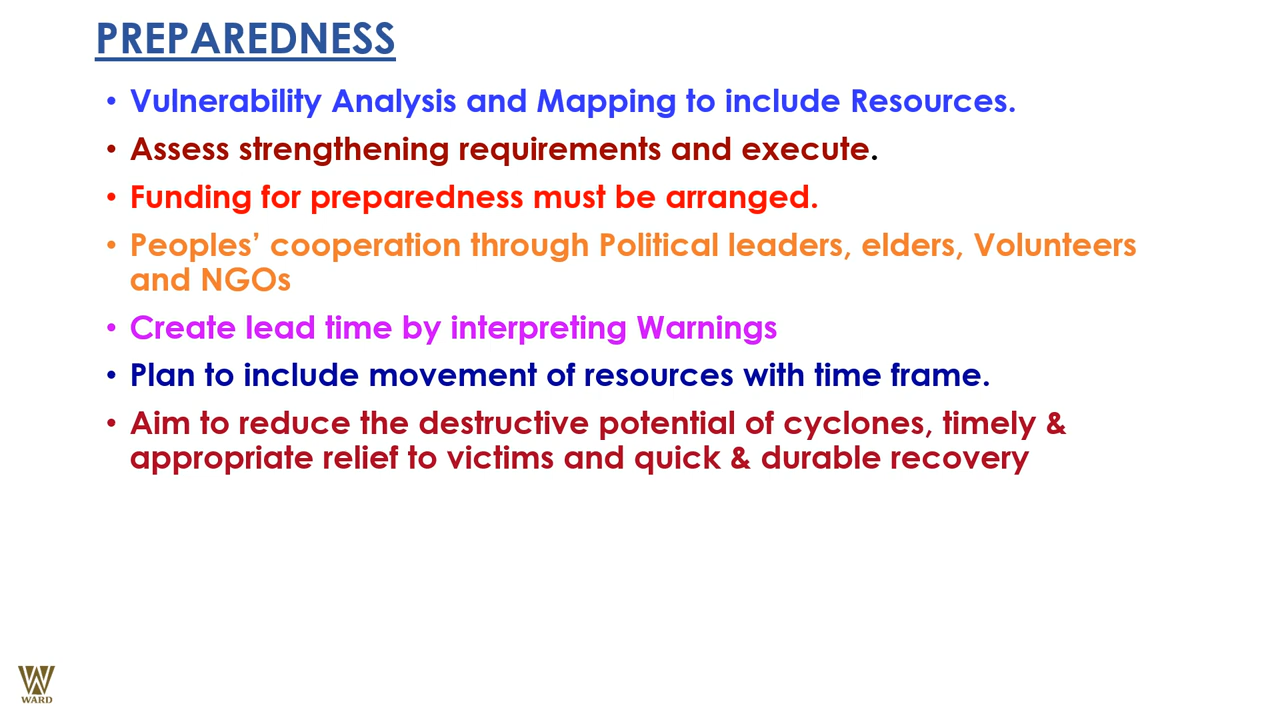 PREPAREDNESS
• Vulnerability Analysis and Mapping to include Resources.
• Assess strengthening requirements and execute.
• Funding for preparedness must be arranged.
• Peoples’ cooperation through Political leaders, elders, Volunteers
and NGOs
• Create lead time by interpreting Warnings
• Plan to include movement of resources with time frame.
• Aim to reduce the destructive potential of cyclones, timely &
appropriate relief to victims and quick & durable recovery
WARD